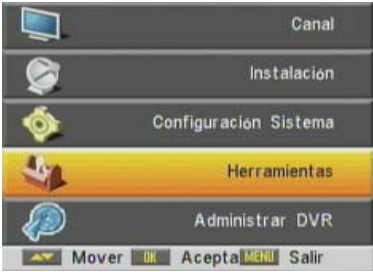 Canal
Instalación
Configuración Sistema
Herramientas
Administrar DVR
Mover OK Acepta MENU Salir